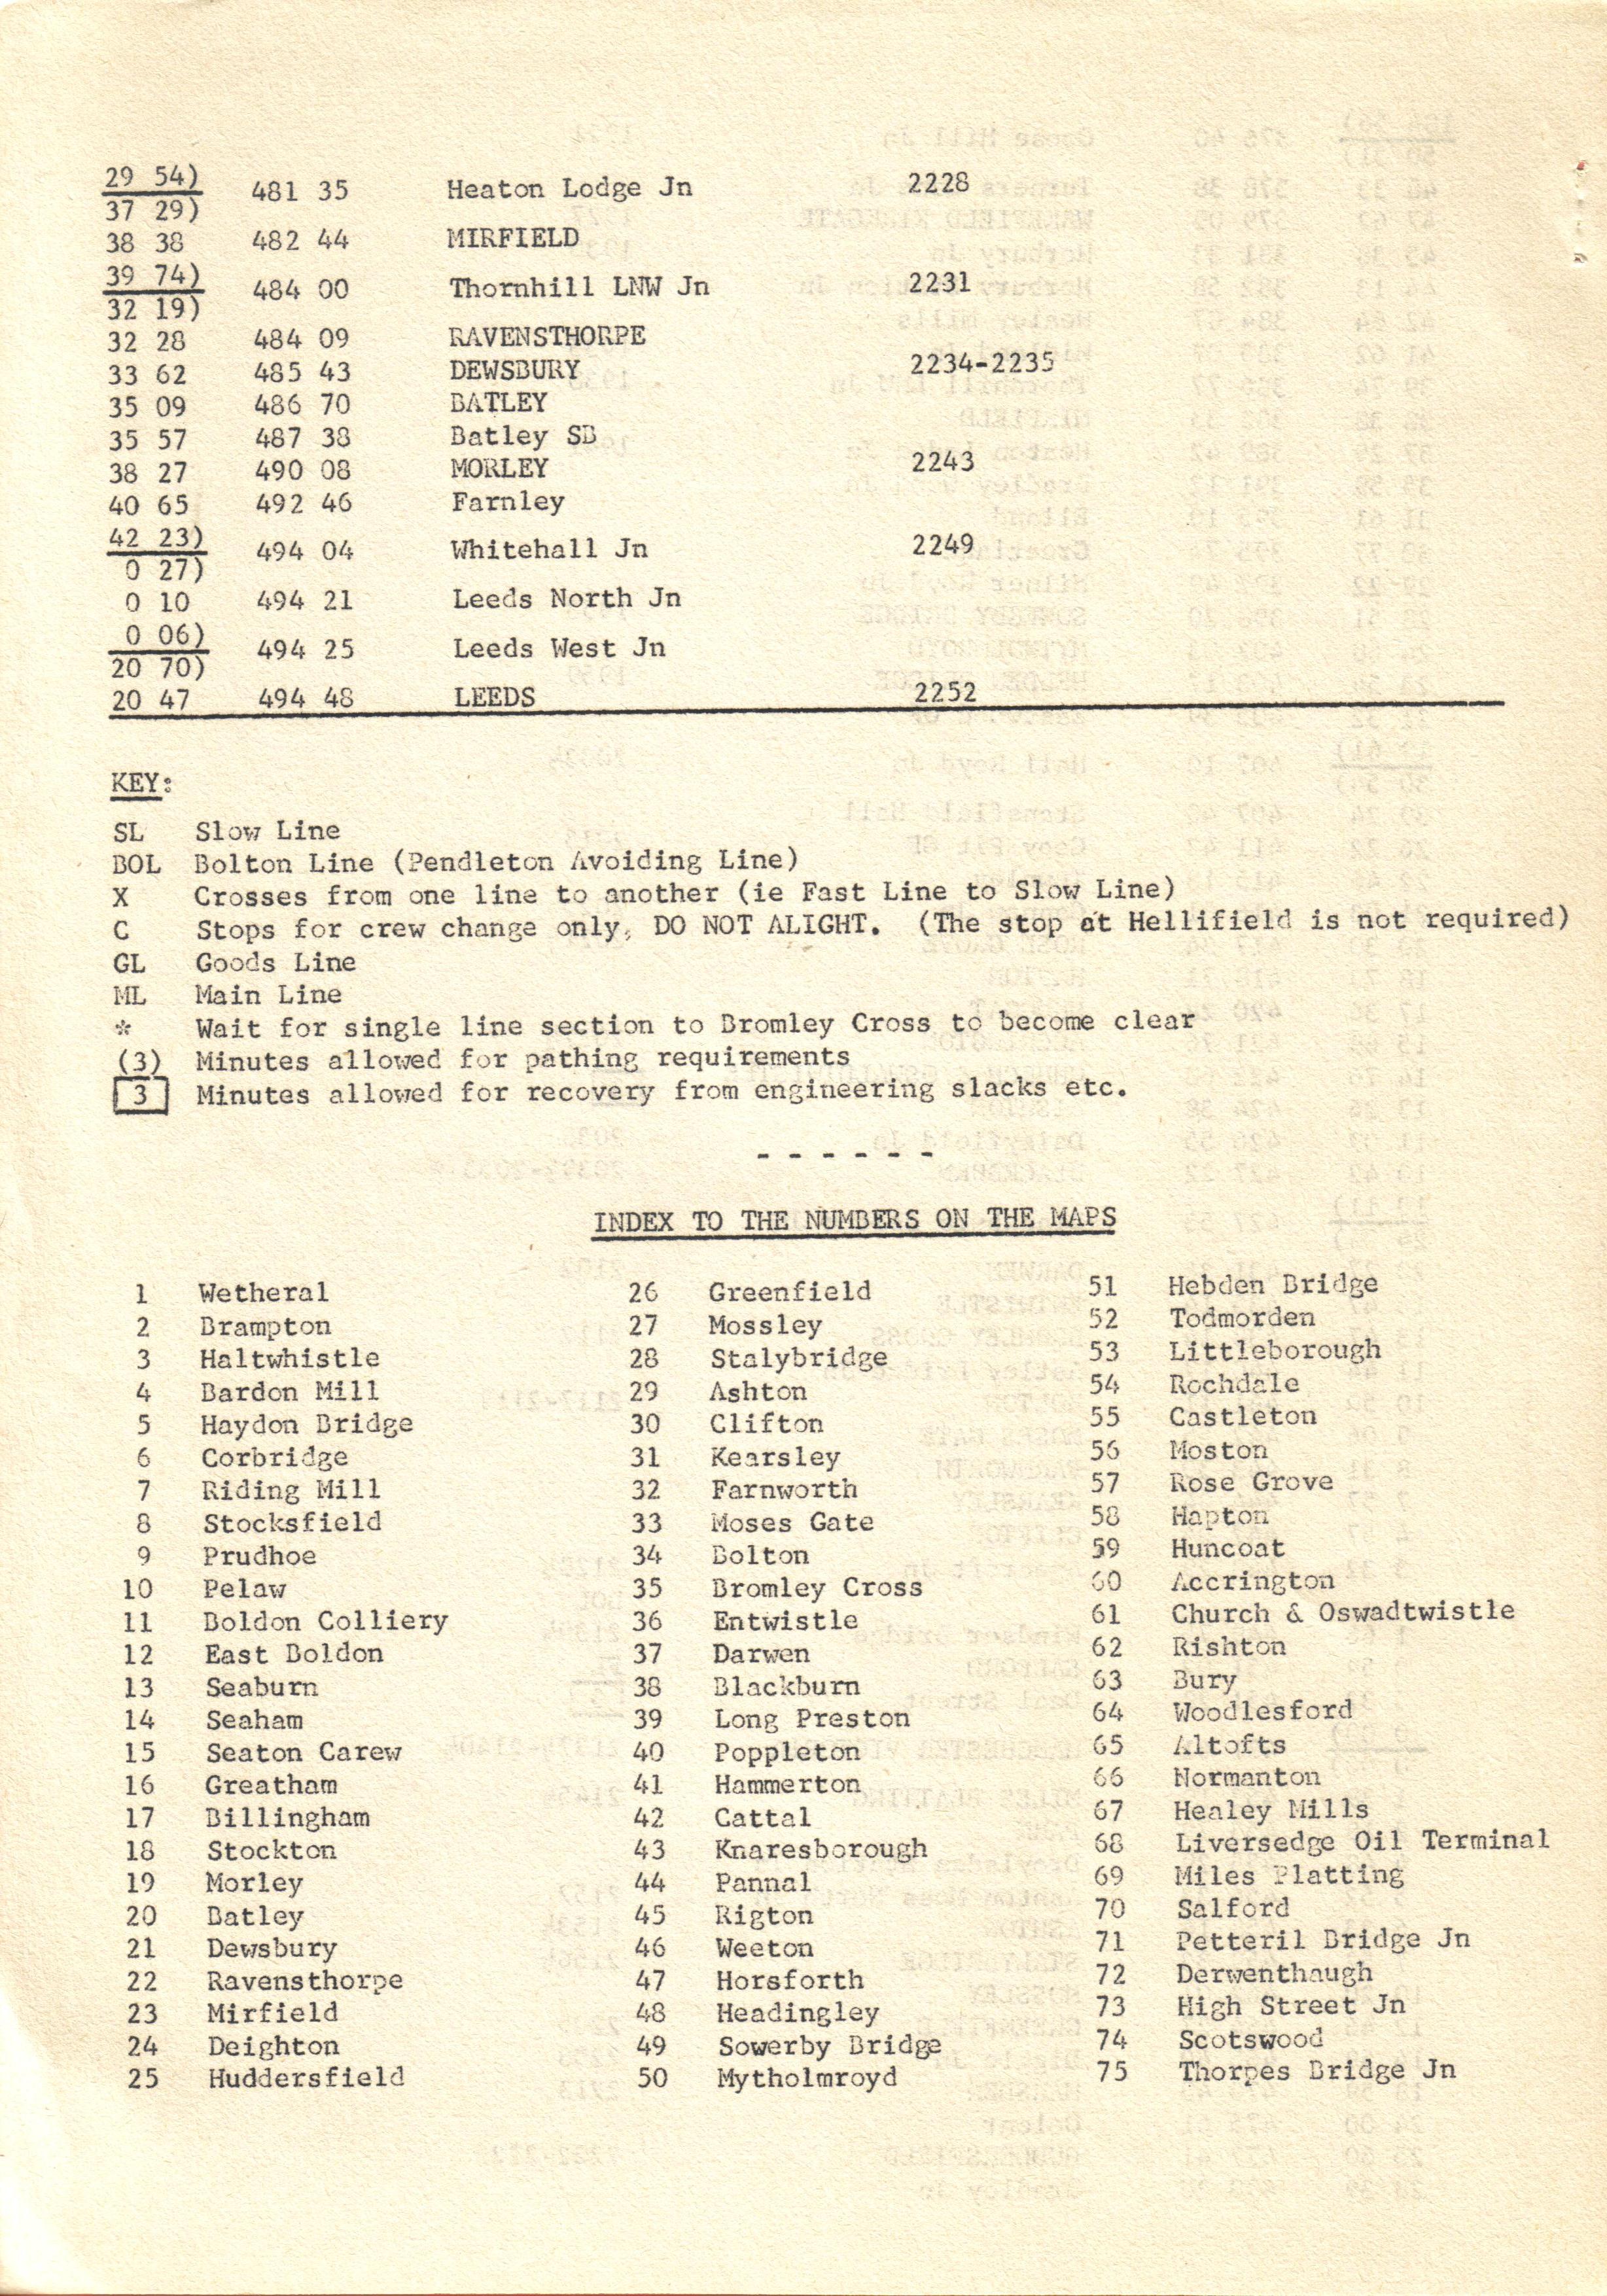 29 54)
481 35 Heaton Lodge Jn 2228
37 29)
38 38 482 44 MIRFIELD
39 74)
484 00 Thornhill LNW Jn 2231
32 19)
32 28 484 09 RAVENSTHORPE
33 62 485 43 DEWSBURY 2234-2235
35 09 486 70 BATLEY
35 57 487 38 Batley SB
38 27 490 08 MORLEY 2243
40 65 492 46 Farnley
42 23)
494 04 Whitehall Jn 2249
0 27)
0 10 494 21 Leeds North Jn
0 06)
494 25 Leeds West Jn
20 70)
20 47 494 48 LEEDS 2252
KEY:
SL Slow Line
BOL Bolton Line (Pendleton Avoiding Line)
X Crosses from one line to another (ie Fast Line to Slow Line)
C Stops for crew change only, DO NOT ALIGHT. (The stop at Hellifield is not required)
GL Goods Line
ML Main Line
* Wait for single line section to Bromley Cross to become clear
(3) Minutes allowed for pathing requirements
3 Minutes allowed for recovery from engineering slacks etc.
- - - - - -
INDEX TO THE NUMBERS ON THE MAPS
1 Wetheral
2 Brampton
3 Haltwhistle
4 Bardon Mill
5 Haydon Bridge
6 Corbridge
7 Riding Mill
8 Stocksfield
9 Prudhoe
10 Pelaw
11 Boldon Colliery
12 East Boldon
13 Seaburn
14 Seaham
15 Seaton Carew
16 Greatham
17 Billingham
18 Stockton
19 Morley
20 Batley
21 Dewsbury
22 Ravensthorpe
23 Mirfield
24 Deighton
25 Huddersfield
26 Greenfield
27 Mossley
28 Stalybridge
29 Ashton
30 Clifton
31 Kearsley
32 Farnworth
33 Moses Gate
34 Bolton
35 Bromley Cross
36 Entwistle
37 Darwen
38 Blackburn
39 Long Preston
40 Poppleton
41 Hammerton
42 Cattal
43 Knaresborough
44 Pannal
45 Rigton
46 Weeton
47 Horsforth
48 Headingley
49 Sowerby Bridge
50 Mytholmroyd
51 Hebden Bridge
52 Todmorden
53 Littleborough
54 Rochdale
55 Castleton
56 Moston
57 Rose Grove
58 Hapton
59 Huncoat
60 Accrington
61 Church & Oswadtwistle
62 Rishton
63 Bury
64 Woodlesford
65 Altofts
66 Normanton
67 Healey Mills
68 Liversedge Oil Terminal
69 Miles Platting
70 Salford
71 Petteril Bridge Jn
72 Derwenthaugh
73 High Street Jn
74 Scotswood
75 Thorpes Bridge Jn